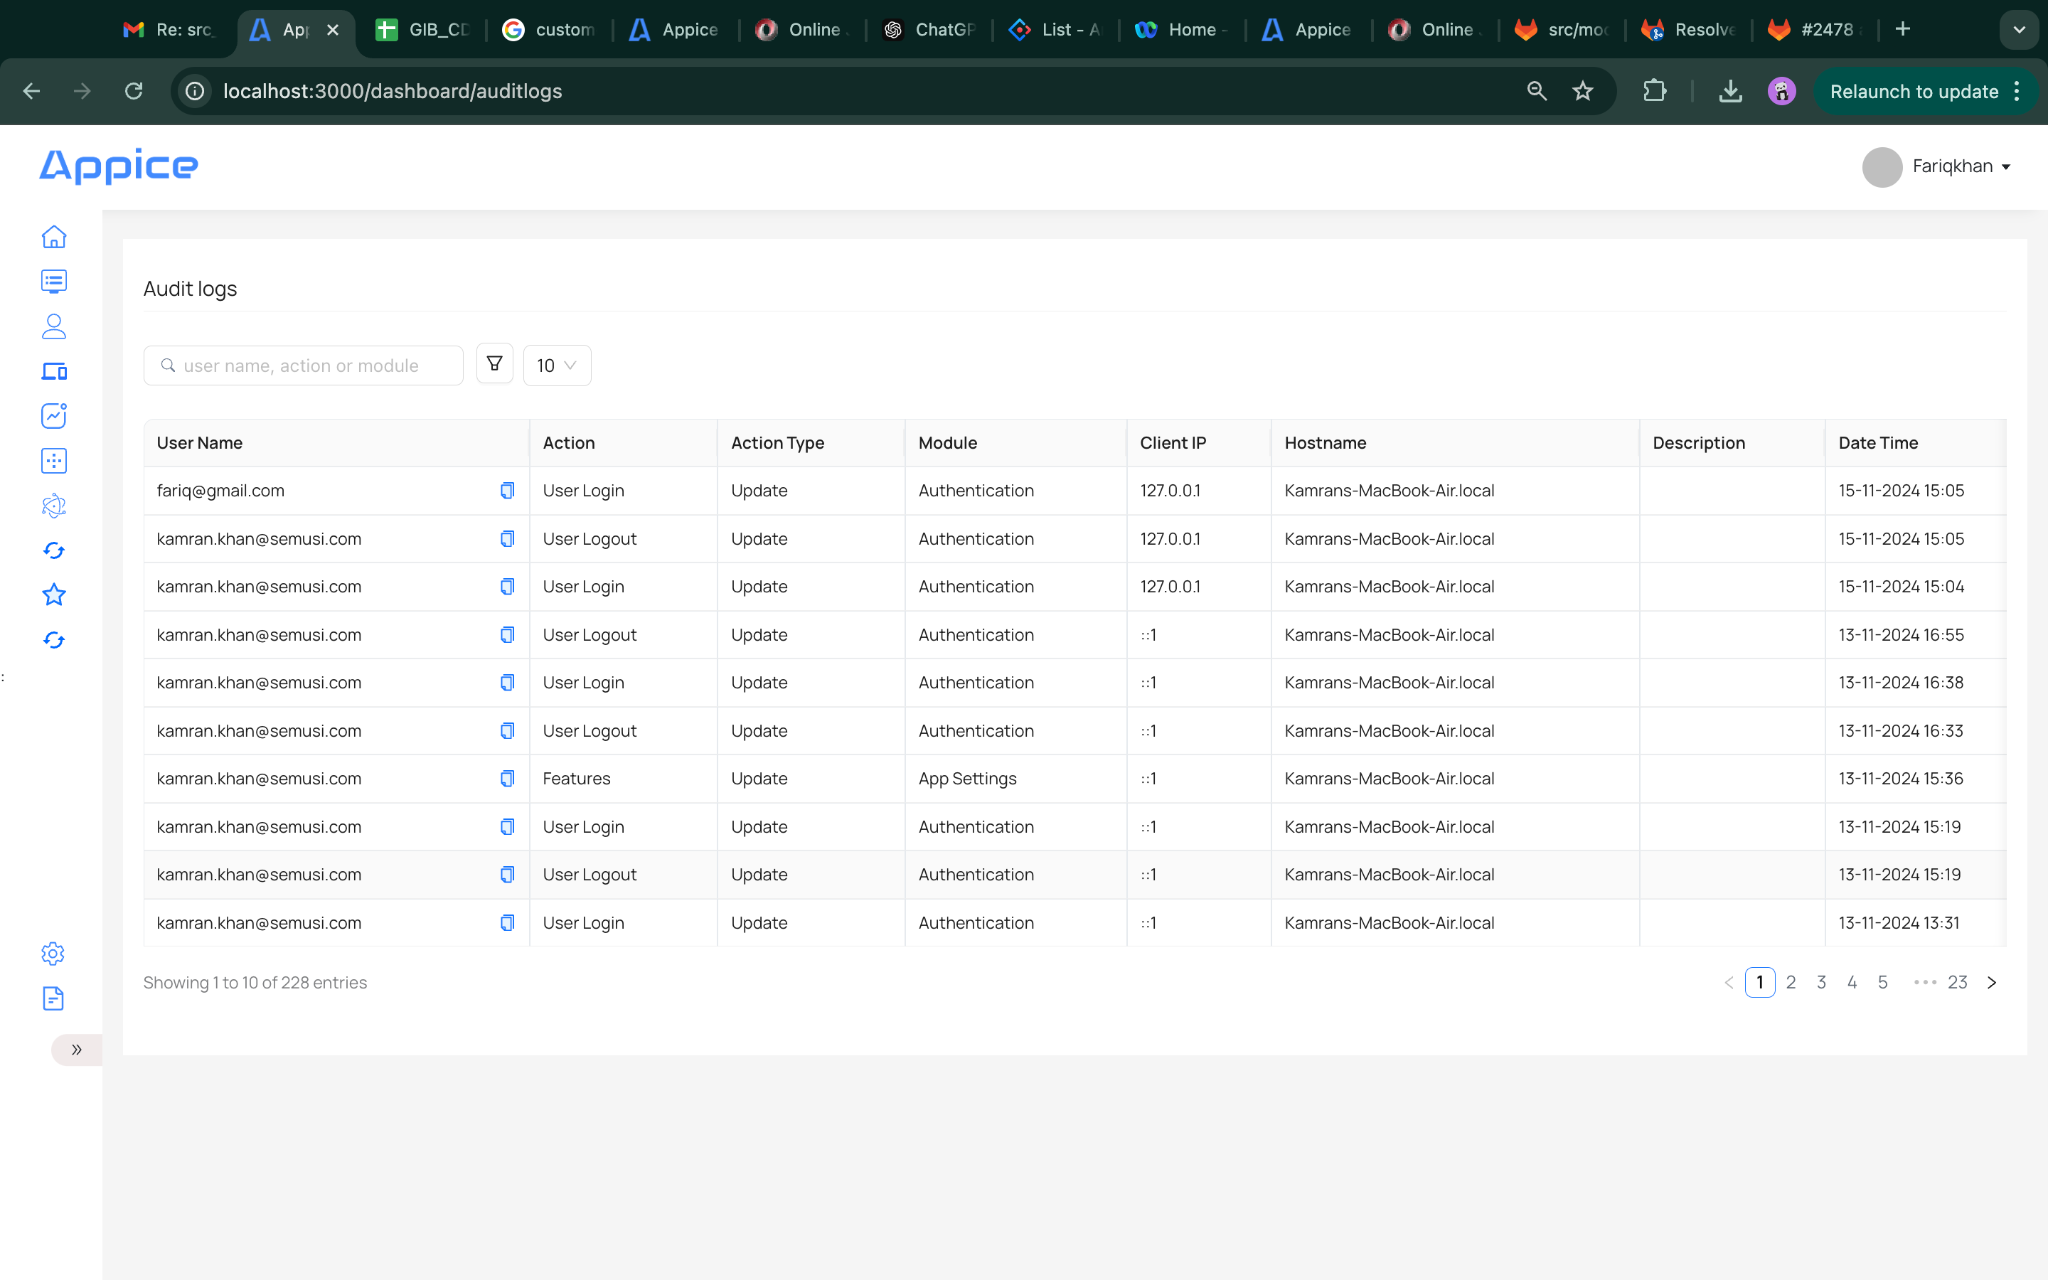 Re: src_ App GIB_CD custom Appice Online ChatGP List - A Home - Appice Online src/mod Resolve #2478
localhost:3000/dashboard/auditlogs Relaunch to update
Appice Fariqkhan
Audit logs
user name, action or module 10
User Name Action Action Type Module Client IP Hostname Description Date Time
fariq@gmail.com User Login Update Authentication 127.0.0.1 Kamrans-MacBook-Air.local 15-11-2024 15:05
kamran.khan@semusi.com User Logout Update Authentication 127.0.0.1 Kamrans-MacBook-Air.local 15-11-2024 15:05
kamran.khan@semusi.com User Login Update Authentication 127.0.0.1 Kamrans-MacBook-Air.local 15-11-2024 15:04
kamran.khan@semusi.com User Logout Update Authentication ::1 Kamrans-MacBook-Air.local 13-11-2024 16:55
kamran.khan@semusi.com User Login Update Authentication ::1 Kamrans-MacBook-Air.local 13-11-2024 16:38
:
kamran.khan@semusi.com User Logout Update Authentication ::1 Kamrans-MacBook-Air.local 13-11-2024 16:33
kamran.khan@semusi.com Features Update App Settings ::1 Kamrans-MacBook-Air.local 13-11-2024 15:36
kamran.khan@semusi.com User Login Update Authentication ::1 Kamrans-MacBook-Air.local 13-11-2024 15:19
kamran.khan@semusi.com User Logout Update Authentication ::1 Kamrans-MacBook-Air.local 13-11-2024 15:19
kamran.khan@semusi.com User Login Update Authentication ::1 Kamrans-MacBook-Air.local 13-11-2024 13:31
Showing 1 to 10 of 228 entries < 1 2 3 4 5 ••• 23 >
»